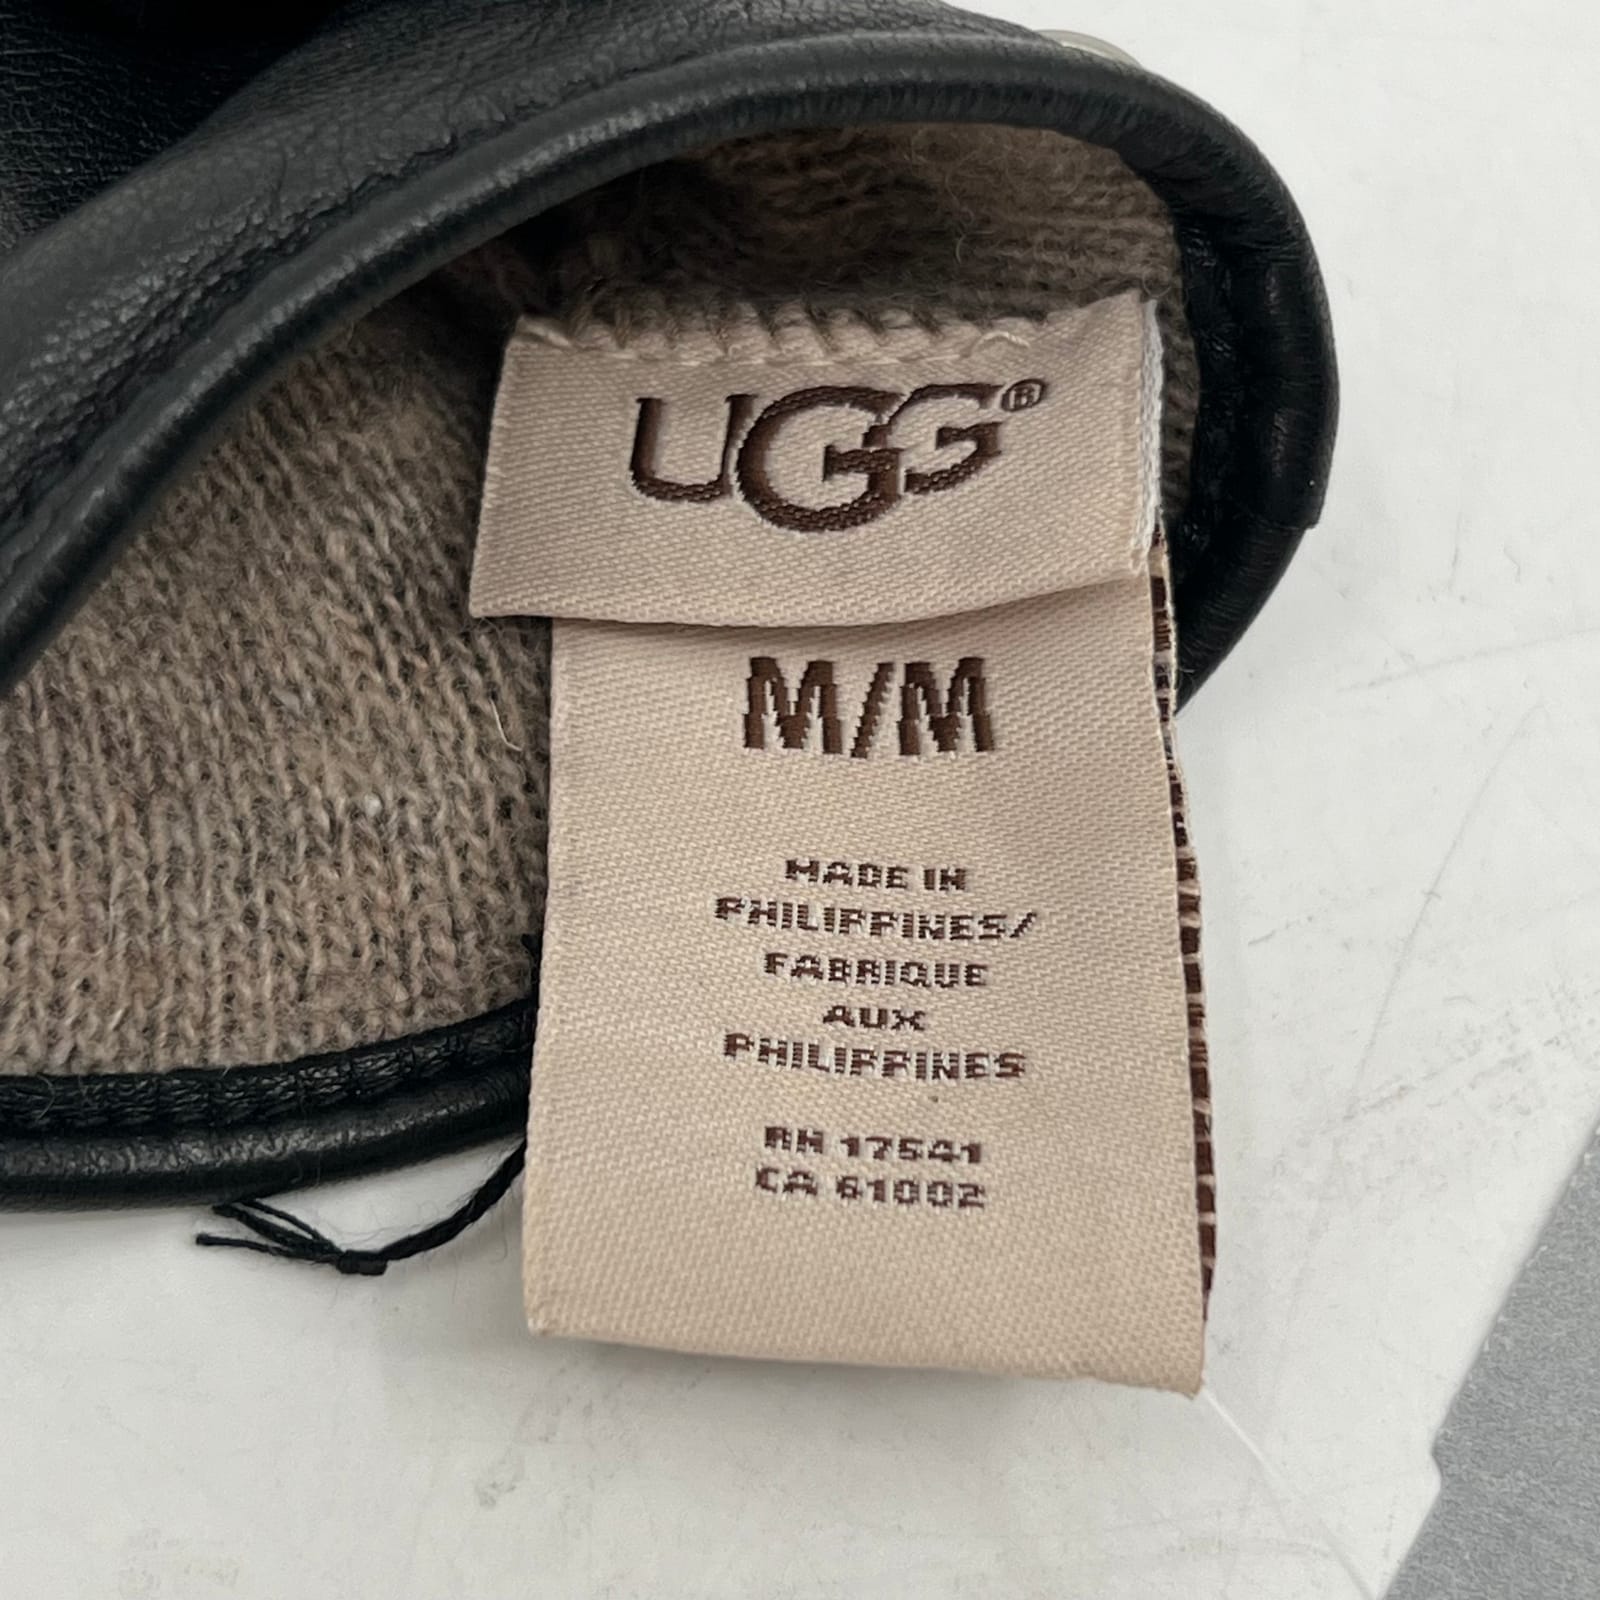 UGG®
M/M
MADE IN
PHILIPPINES/
FABRIQUE
AUX
PHILIPPINES
RN 17541
CA 61002